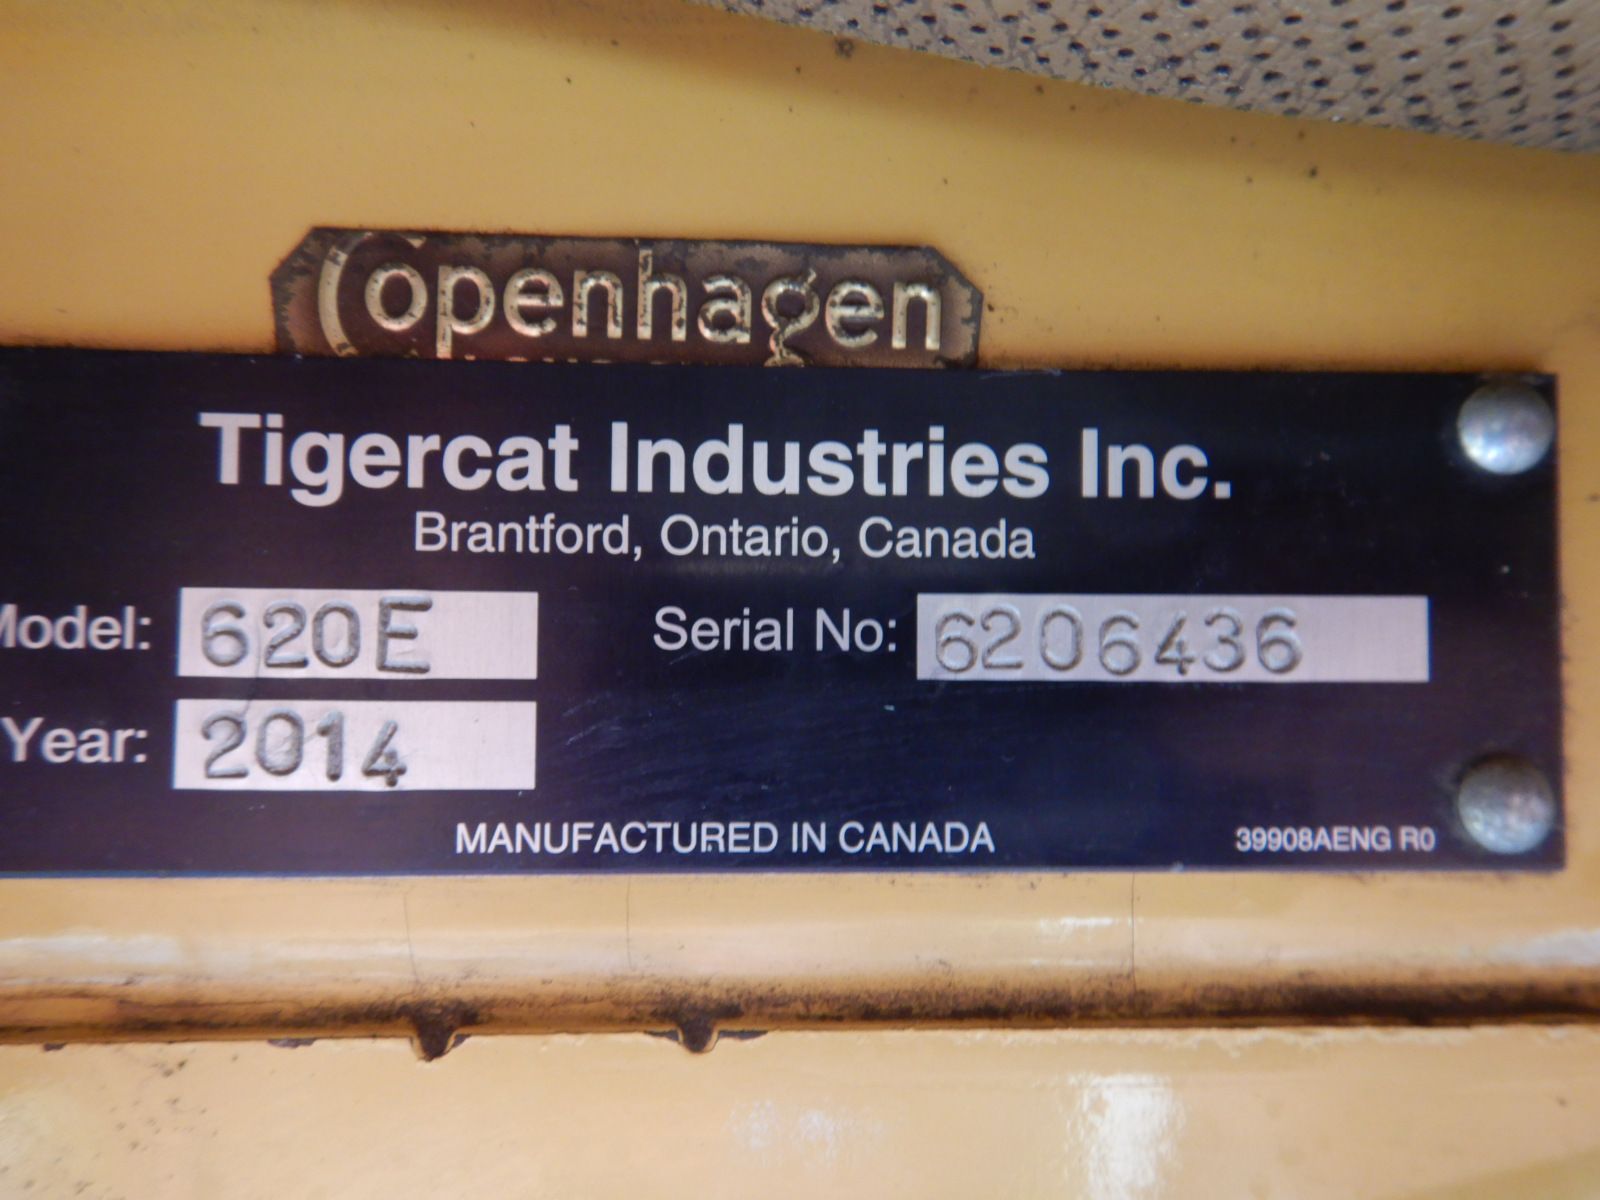 Copenhagen
Tigercat Industries Inc.
Brantford, Ontario, Canada
Model: 620E Serial No: 6206436
Year: 2014
MANUFACTURED IN CANADA 39908AENG R0